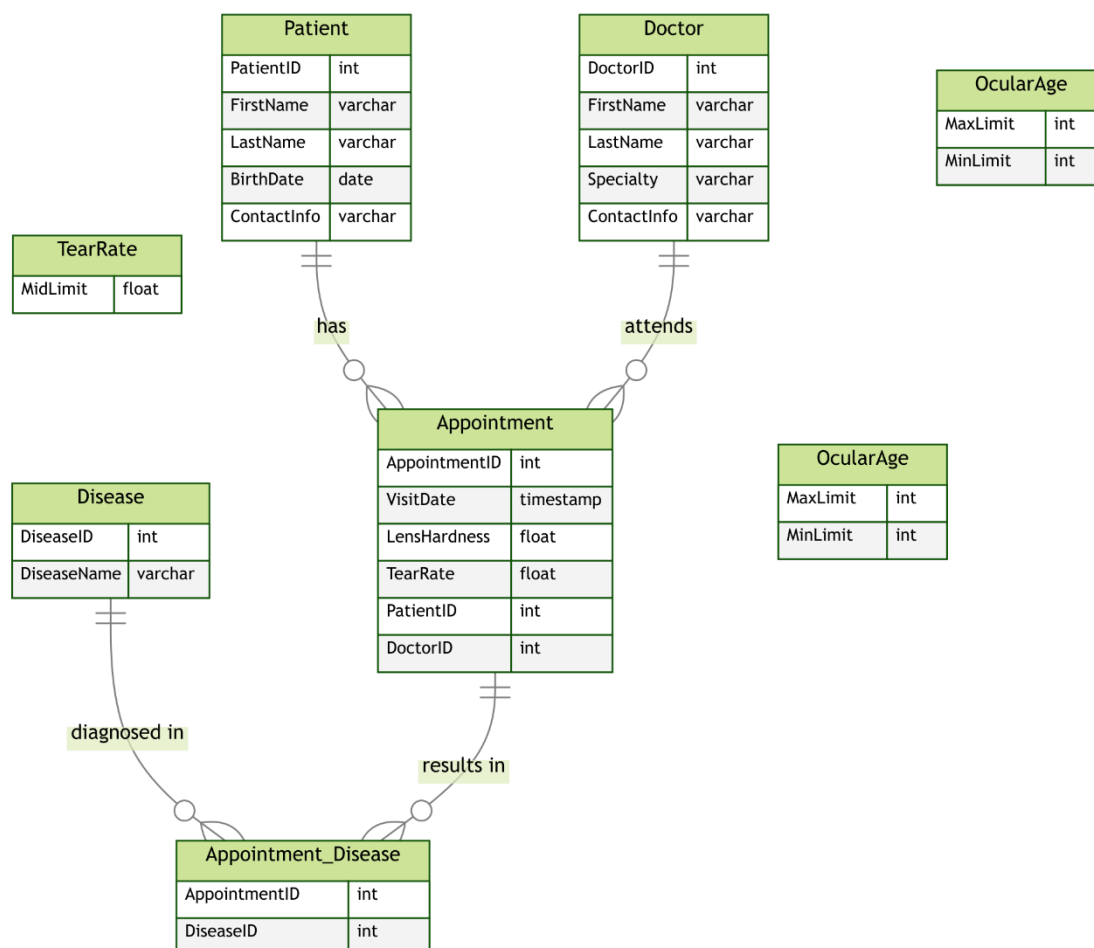 Patient
PatientID int
FirstName varchar
LastName varchar
BirthDate date
ContactInfo varchar
Doctor
DoctorID int
FirstName varchar
LastName varchar
Specialty varchar
ContactInfo varchar
OcularAge
MaxLimit int
MinLimit int
TearRate
MidLimit float
has
attends
Appointment
AppointmentID int
VisitDate timestamp
LensHardness float
TearRate float
PatientID int
DoctorID int
OcularAge
MaxLimit int
MinLimit int
Disease
DiseaseID int
DiseaseName varchar
diagnosed in
results in
Appointment_Disease
AppointmentID int
DiseaseID int